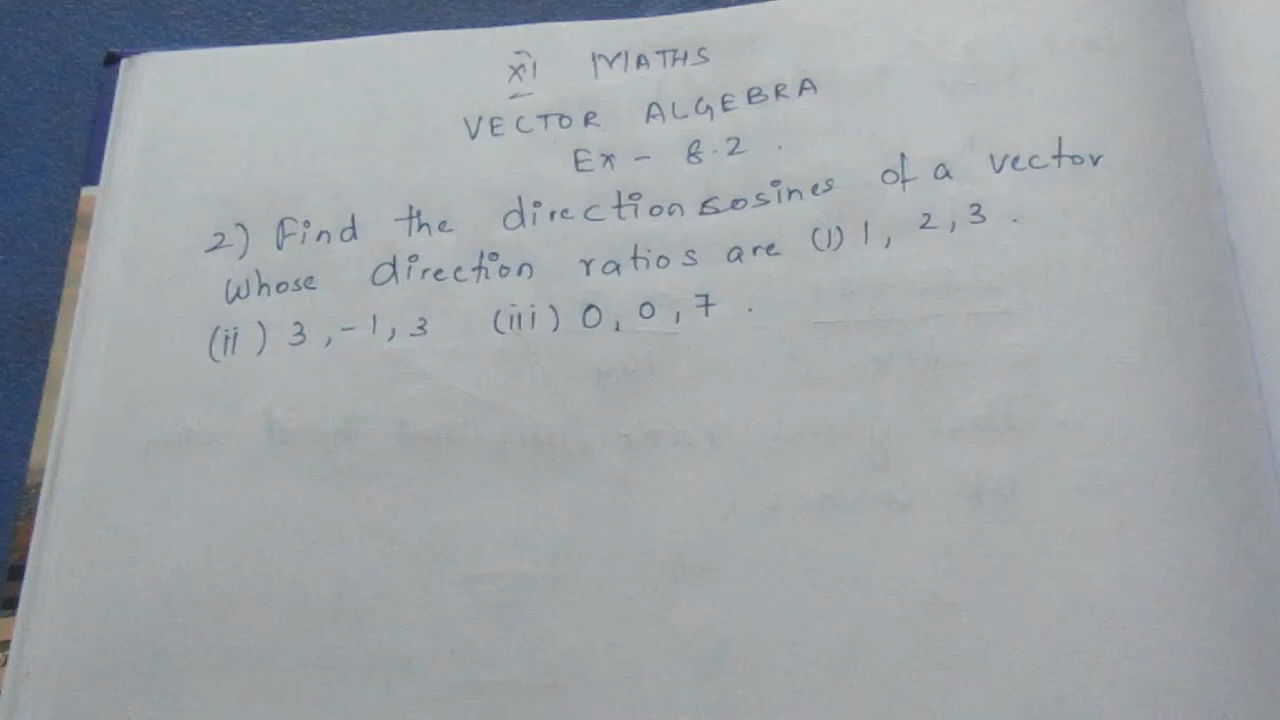 XI MATHS
VECTOR ALGEBRA
Ex - 8.2.
2) Find the direction cosines of a vector
whose direction ratios are (i) 1, 2, 3.
(ii) 3, -1, 3 (iii) 0, 0, 7.